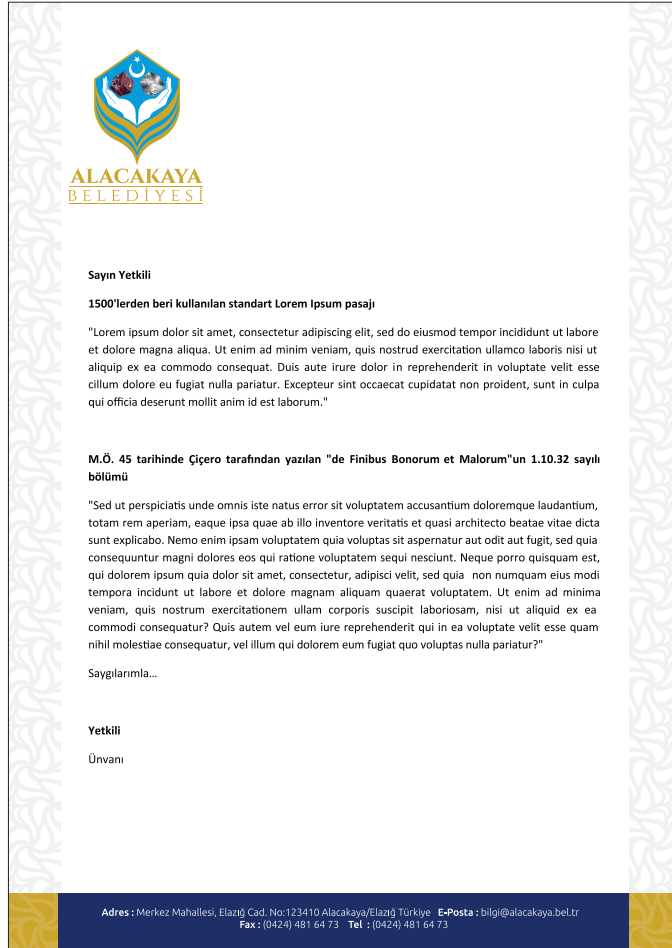 ALACAKAYA
BELEDİYESİ
Sayın Yetkili
1500'lerden beri kullanılan standart Lorem Ipsum pasajı
"Lorem ipsum dolor sit amet, consectetur adipiscing elit, sed do eiusmod tempor incididunt ut labore
et dolore magna aliqua. Ut enim ad minim veniam, quis nostrud exercitation ullamco laboris nisi ut
aliquip ex ea commodo consequat. Duis aute irure dolor in reprehenderit in voluptate velit esse
cillum dolore eu fugiat nulla pariatur. Excepteur sint occaecat cupidatat non proident, sunt in culpa
qui officia deserunt mollit anim id est laborum."
M.Ö. 45 tarihinde Çiçero tarafından yazılan "de Finibus Bonorum et Malorum"un 1.10.32 sayılı
bölümü
"Sed ut perspiciatis unde omnis iste natus error sit voluptatem accusantium doloremque laudantium,
totam rem aperiam, eaque ipsa quae ab illo inventore veritatis et quasi architecto beatae vitae dicta
sunt explicabo. Nemo enim ipsam voluptatem quia voluptas sit aspernatur aut odit aut fugit, sed quia
consequuntur magni dolores eos qui ratione voluptatem sequi nesciunt. Neque porro quisquam est,
qui dolorem ipsum quia dolor sit amet, consectetur, adipisci velit, sed quia non numquam eius modi
tempora incidunt ut labore et dolore magnam aliquam quaerat voluptatem. Ut enim ad minima
veniam, quis nostrum exercitationem ullam corporis suscipit laboriosam, nisi ut aliquid ex ea
commodi consequatur? Quis autem vel eum iure reprehenderit qui in ea voluptate velit esse quam
nihil molestiae consequatur, vel illum qui dolorem eum fugiat quo voluptas nulla pariatur?"
Saygılarımla...
Yetkili
Ünvanı
Adres : Merkez Mahallesi, Elazığ Cad. No:123410 Alacakaya/Elazığ Türkiye E-Posta : bilgi@alacakaya.bel.tr
Fax : (0424) 481 64 73 Tel : (0424) 481 64 73